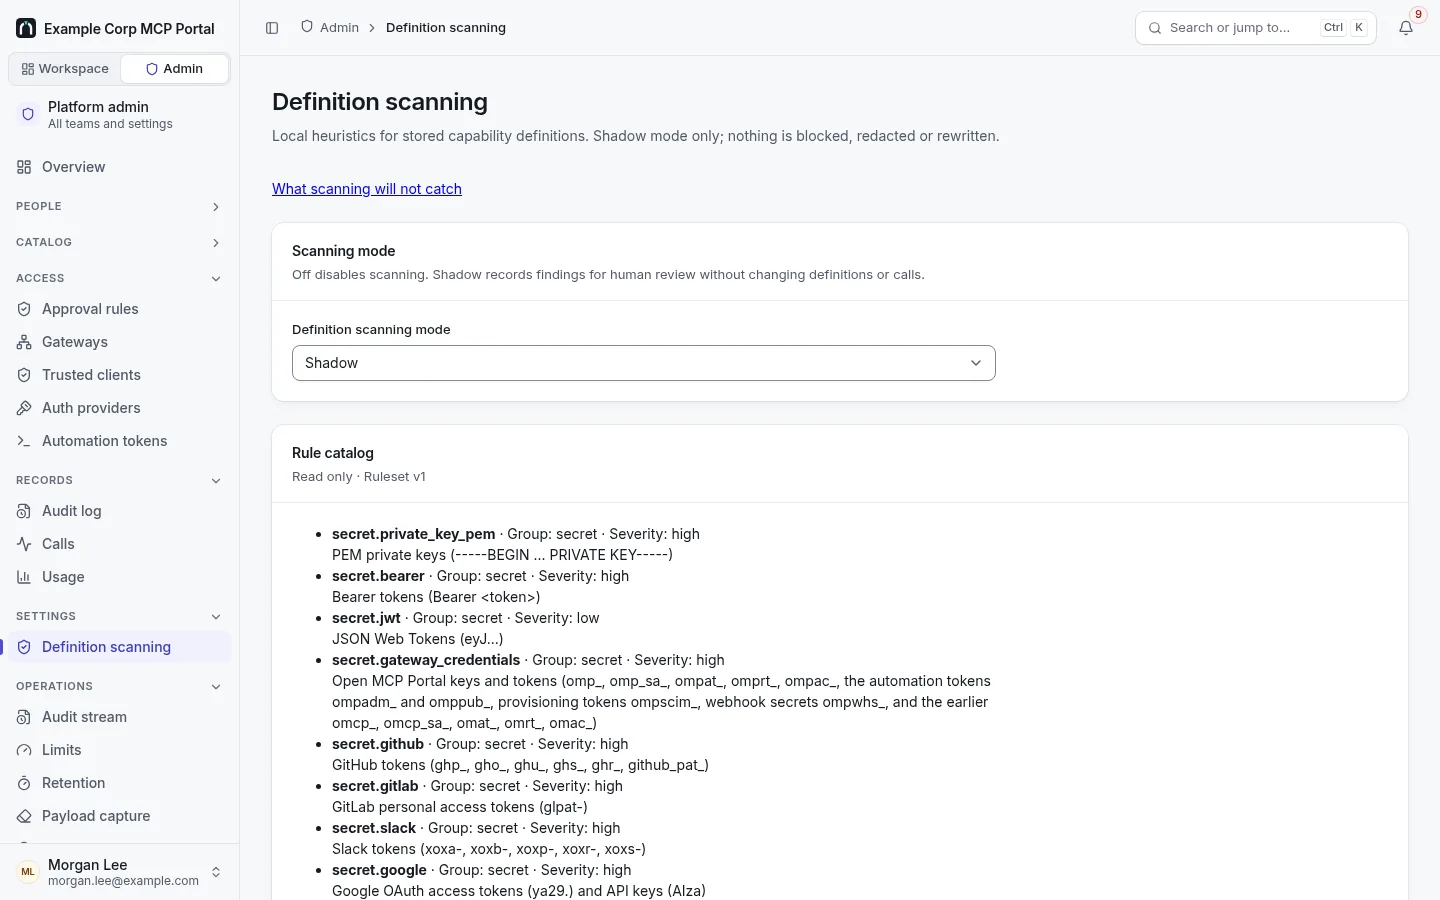 Example Corp MCP Portal
Workspace
Admin
Platform admin
All teams and settings
Overview
PEOPLE
CATALOG
ACCESS
Approval rules
Gateways
Trusted clients
Auth providers
Automation tokens
RECORDS
Audit log
Calls
Usage
SETTINGS
Definition scanning
OPERATIONS
Audit stream
Limits
Retention
Payload capture
ML
Morgan Lee
morgan.lee@example.com
Admin
Definition scanning
Search or jump to...
Ctrl K
9
Definition scanning
Local heuristics for stored capability definitions. Shadow mode only; nothing is blocked, redacted or rewritten.
What scanning will not catch
Scanning mode
Off disables scanning. Shadow records findings for human review without changing definitions or calls.
Definition scanning mode
Shadow
Rule catalog
Read only · Ruleset v1
• secret.private_key_pem · Group: secret · Severity: high
PEM private keys (-----BEGIN ... PRIVATE KEY-----)
• secret.bearer · Group: secret · Severity: high
Bearer tokens (Bearer <token>)
• secret.jwt · Group: secret · Severity: low
JSON Web Tokens (eyJ...)
• secret.gateway_credentials · Group: secret · Severity: high
Open MCP Portal keys and tokens (omp_, omp_sa_, ompat_, omprt_, ompac_, the automation tokens
ompadm_ and omppub_, provisioning tokens ompscim_, webhook secrets ompwhs_, and the earlier
omcp_, omcp_sa_, omat_, omrt_, omac_)
• secret.github · Group: secret · Severity: high
GitHub tokens (ghp_, gho_, ghu_, ghs_, ghr_, github_pat_)
• secret.gitlab · Group: secret · Severity: high
GitLab personal access tokens (glpat-)
• secret.slack · Group: secret · Severity: high
Slack tokens (xoxa-, xoxb-, xoxp-, xoxr-, xoxs-)
• secret.google · Group: secret · Severity: high
Google OAuth access tokens (ya29.) and API keys (AIza)